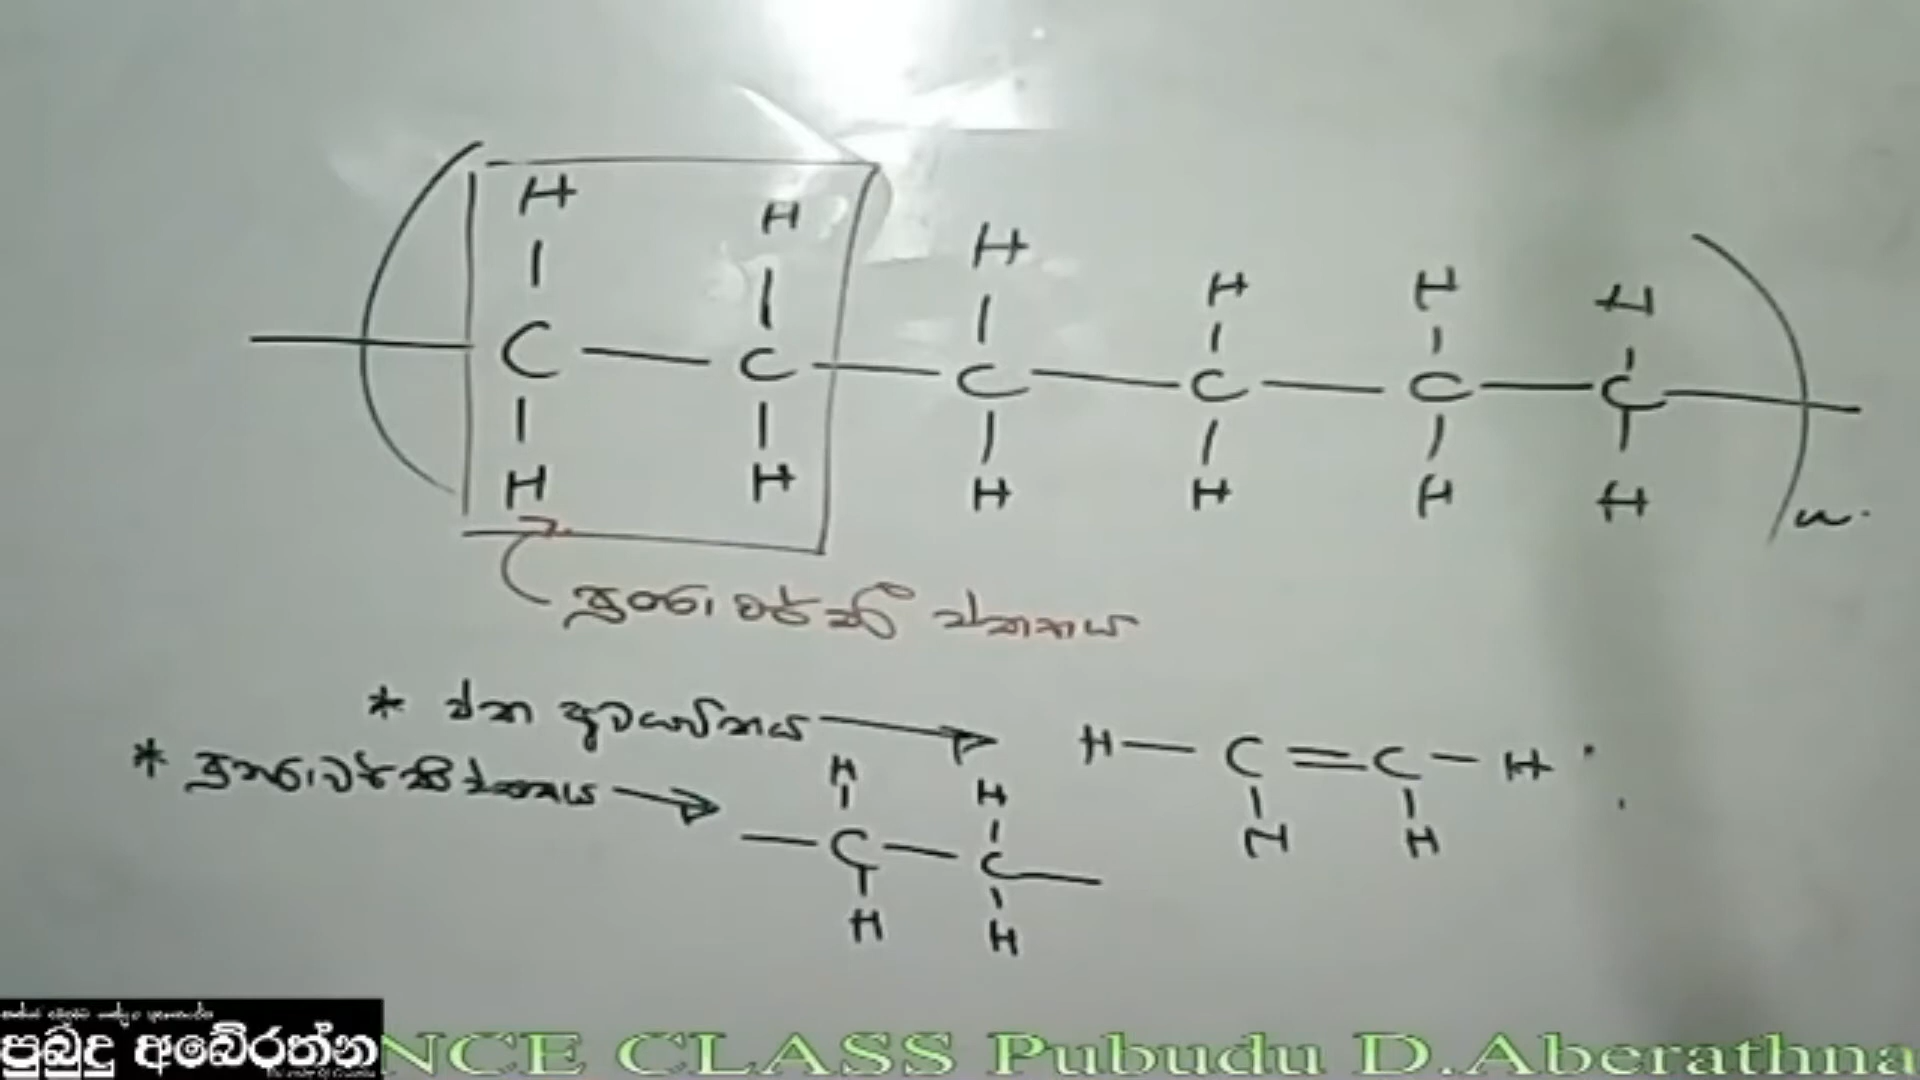 H H H H H H
C C C C C C
H H H H H H
n.
පුනරාවර්තී ඒකකය
* ඒක අවයවිකය → H — C = C — H
H H
* පුනරාවර්තී ඒකකය →
H H
— C — C —
H H
පුබුදු අබේරත්න
NCE CLASS Pubudu D.Aberathna